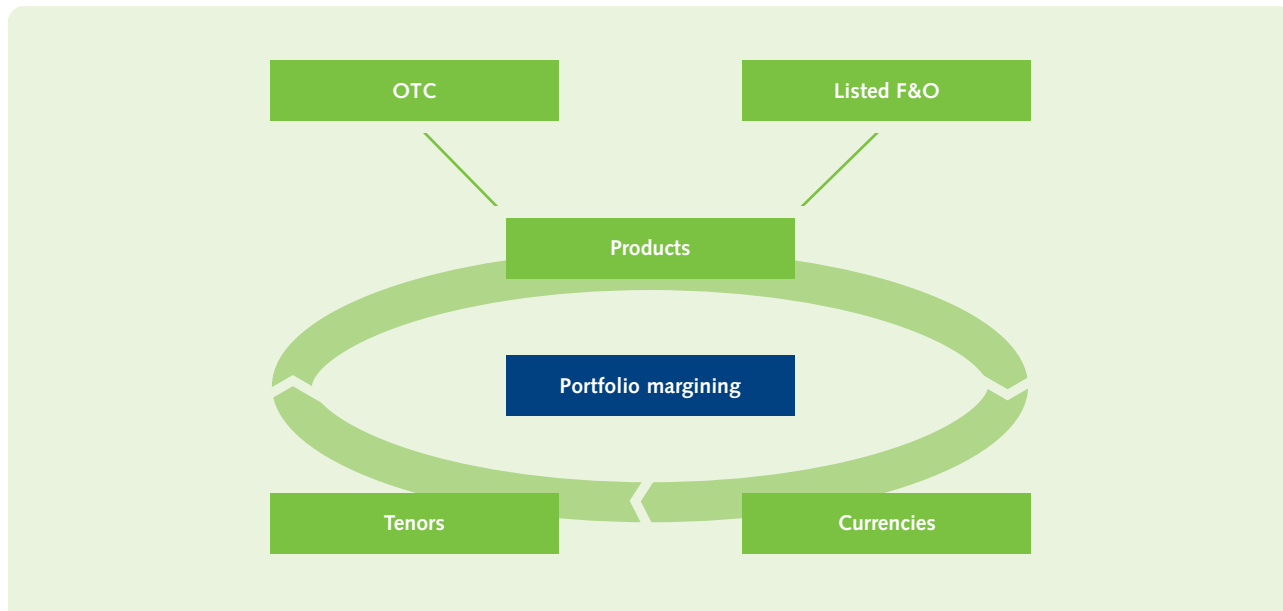 OTC
Listed F&O
Products
Portfolio margining
Tenors
Currencies